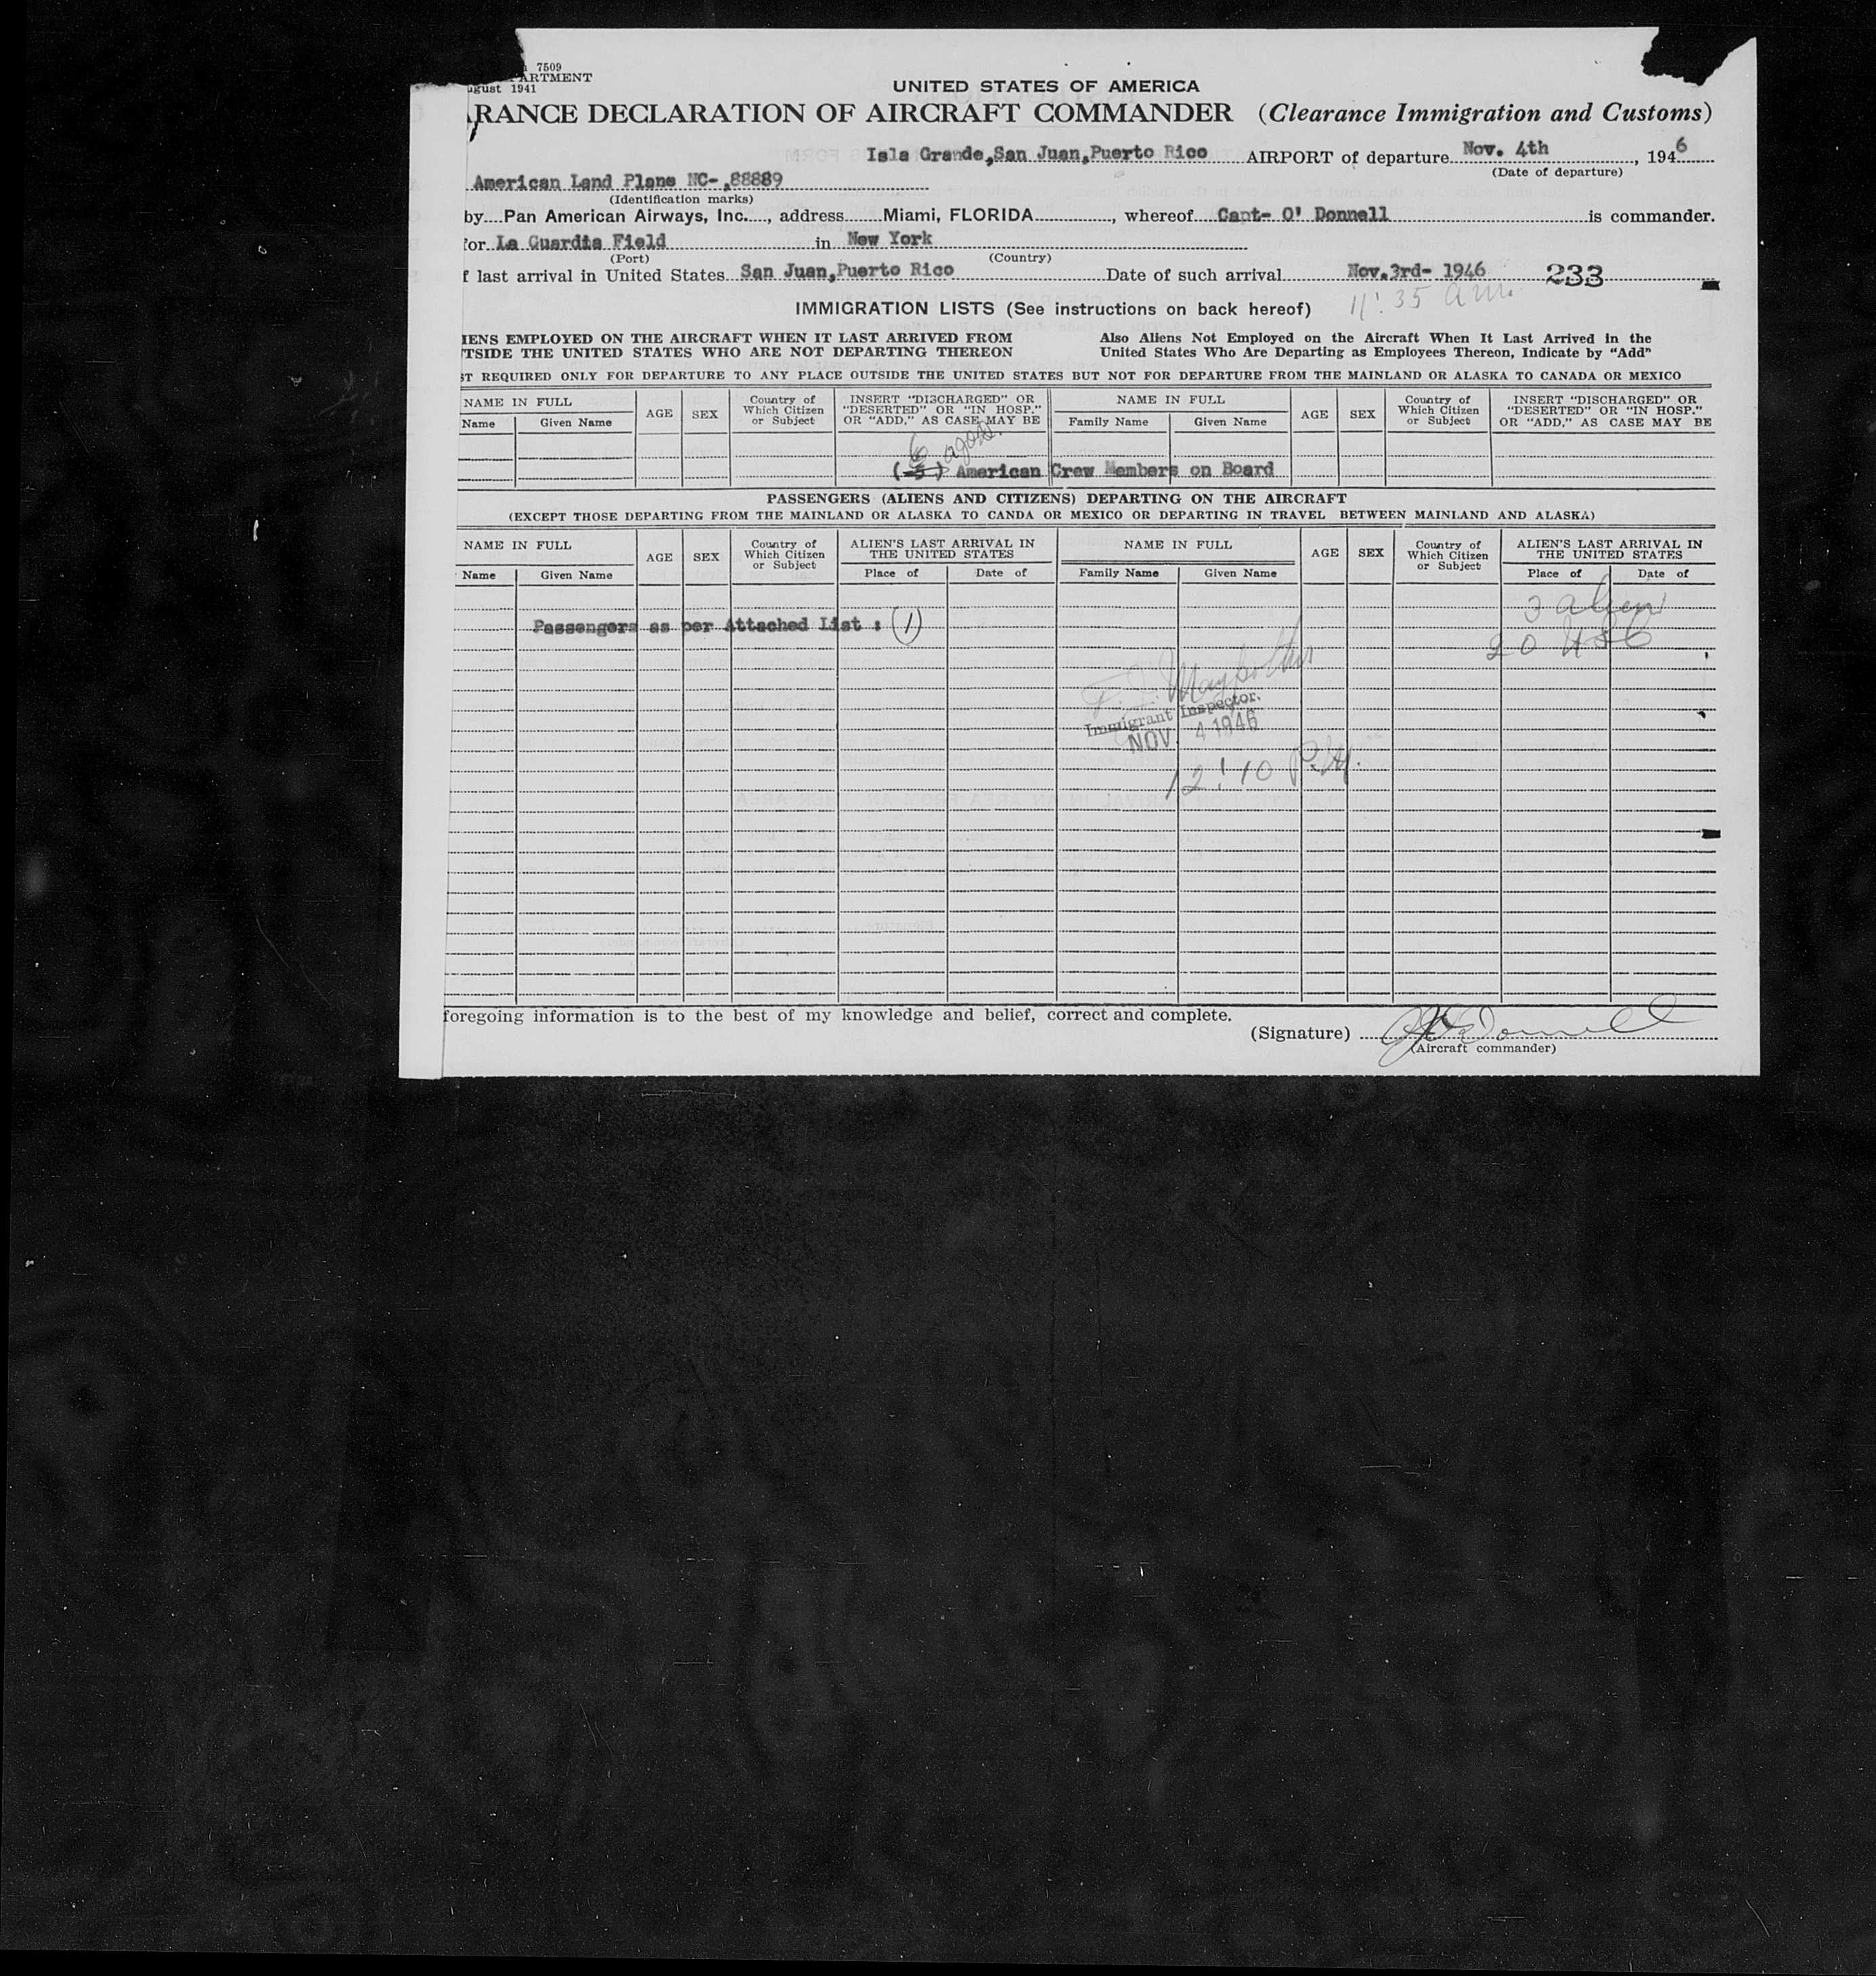 7509
ARTMENT
ugust 1941
UNITED STATES OF AMERICA
RANCE DECLARATION OF AIRCRAFT COMMANDER (Clearance Immigration and Customs)
Isla Grande,San Juan,Puerto Rico AIRPORT of departure Nov. 4th, 1946
(Date of departure)
American Land Plane NC-,88889
(Identification marks)
by Pan American Airways, Inc., address Miami, FLORIDA, whereof Capt- O' Donnell is commander.
for La Guardia Field in New York
(Port) (Country)
f last arrival in United States San Juan,Puerto Rico Date of such arrival Nov.3rd- 1946 233
11:35 a.m.
IMMIGRATION LISTS (See instructions on back hereof)
IENS EMPLOYED ON THE AIRCRAFT WHEN IT LAST ARRIVED FROM Also Aliens Not Employed on the Aircraft When It Last Arrived in the
TSIDE THE UNITED STATES WHO ARE NOT DEPARTING THEREON United States Who Are Departing as Employees Thereon, Indicate by "Add"
ST REQUIRED ONLY FOR DEPARTURE TO ANY PLACE OUTSIDE THE UNITED STATES BUT NOT FOR DEPARTURE FROM THE MAINLAND OR ALASKA TO CANADA OR MEXICO
NAME IN FULL AGE SEX Country of Which Citizen or Subject INSERT "DISCHARGED" OR "DESERTED" OR "IN HOSP." OR "ADD," AS CASE MAY BE NAME IN FULL AGE SEX Country of Which Citizen or Subject INSERT "DISCHARGED" OR "DESERTED" OR "IN HOSP." OR "ADD," AS CASE MAY BE
Name Given Name Family Name Given Name
6
(5) American Crew Members on Board
PASSENGERS (ALIENS AND CITIZENS) DEPARTING ON THE AIRCRAFT
(EXCEPT THOSE DEPARTING FROM THE MAINLAND OR ALASKA TO CANDA OR MEXICO OR DEPARTING IN TRAVEL BETWEEN MAINLAND AND ALASKA)
NAME IN FULL AGE SEX Country of Which Citizen or Subject ALIEN'S LAST ARRIVAL IN THE UNITED STATES NAME IN FULL AGE SEX Country of Which Citizen or Subject ALIEN'S LAST ARRIVAL IN THE UNITED STATES
Name Given Name Place of Date of Family Name Given Name Place of Date of
3 alien
Passengers as per Attached List : (1)
20 USC
Immigrant Inspector.
NOV 4 1946
12:10 P.M.
foregoing information is to the best of my knowledge and belief, correct and complete.
(Signature) O'Donnell
(Aircraft commander)